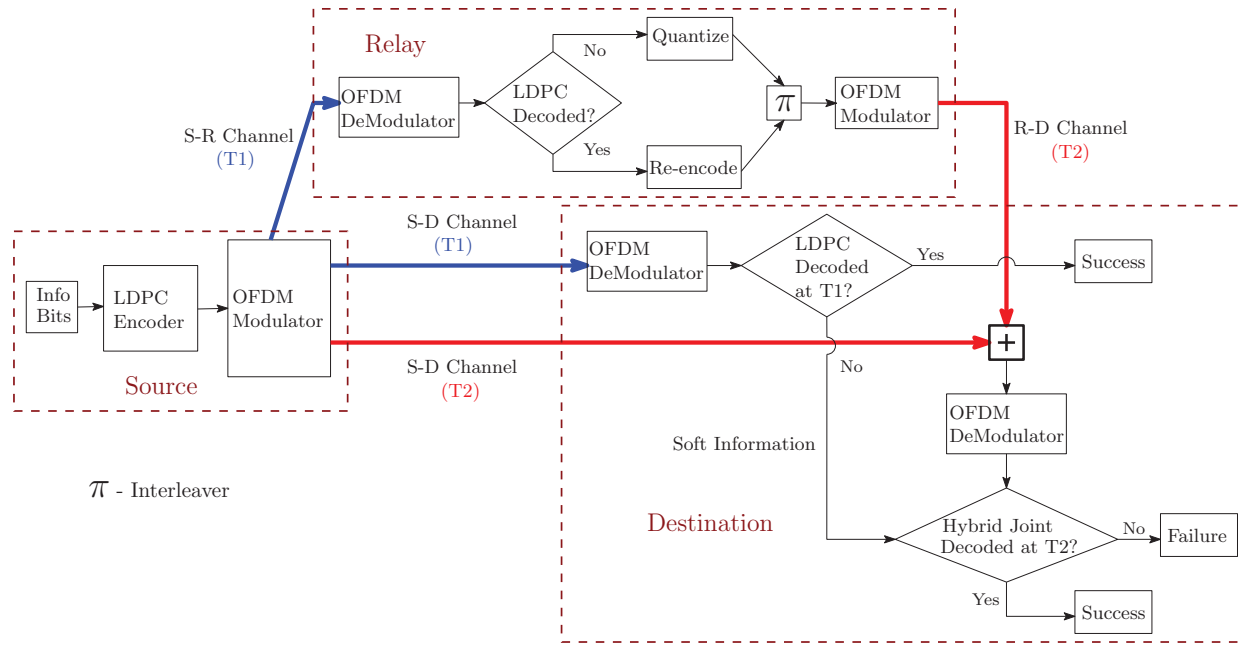 Relay
OFDM
DeModulator
LDPC
Decoded?
No
Yes
Quantize
Re-encode
π
OFDM
Modulator
S-R Channel
(T1)
R-D Channel
(T2)
Info
Bits
LDPC
Encoder
OFDM
Modulator
Source
S-D Channel
(T1)
S-D Channel
(T2)
OFDM
DeModulator
LDPC
Decoded
at T1?
Yes
Success
No
+
OFDM
DeModulator
Soft Information
Hybrid Joint
Decoded at T2?
No
Failure
Yes
Success
Destination
π - Interleaver